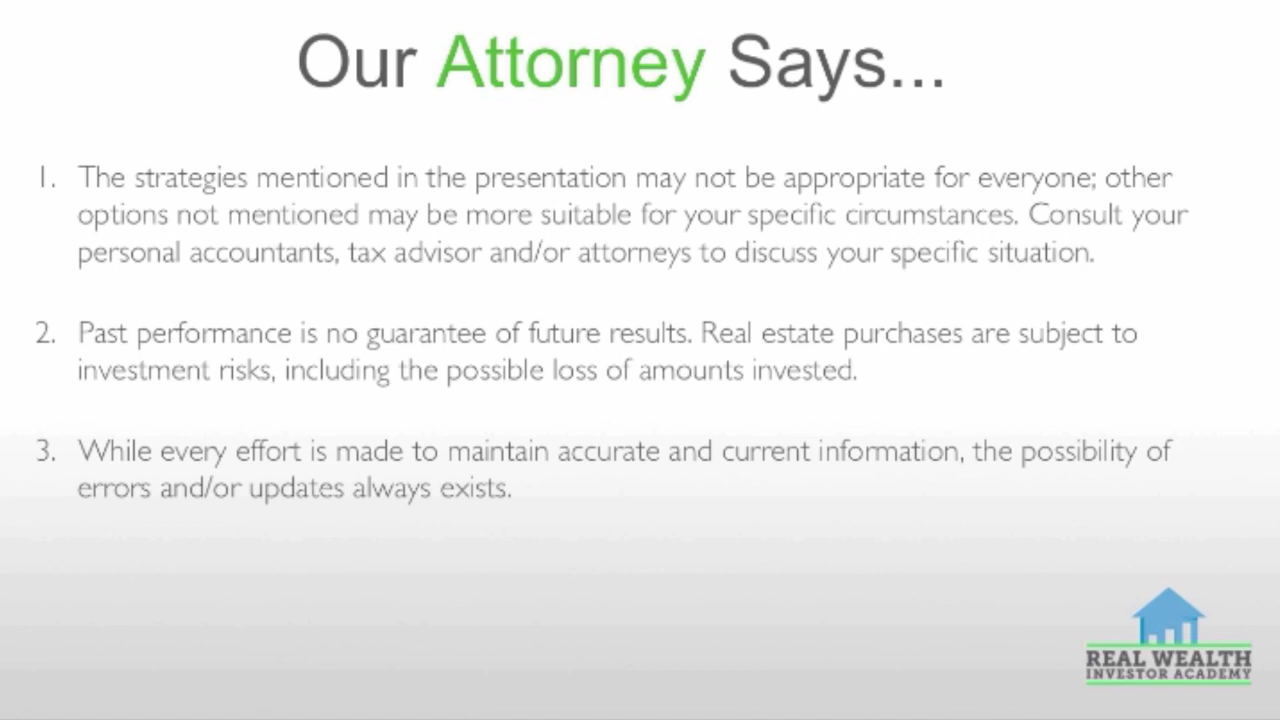 Our Attorney Says...
1. The strategies mentioned in the presentation may not be appropriate for everyone; other
options not mentioned may be more suitable for your specific circumstances. Consult your
personal accountants, tax advisor and/or attorneys to discuss your specific situation.
2. Past performance is no guarantee of future results. Real estate purchases are subject to
investment risks, including the possible loss of amounts invested.
3. While every effort is made to maintain accurate and current information, the possibility of
errors and/or updates always exists.
REAL WEALTH
INVESTOR ACADEMY